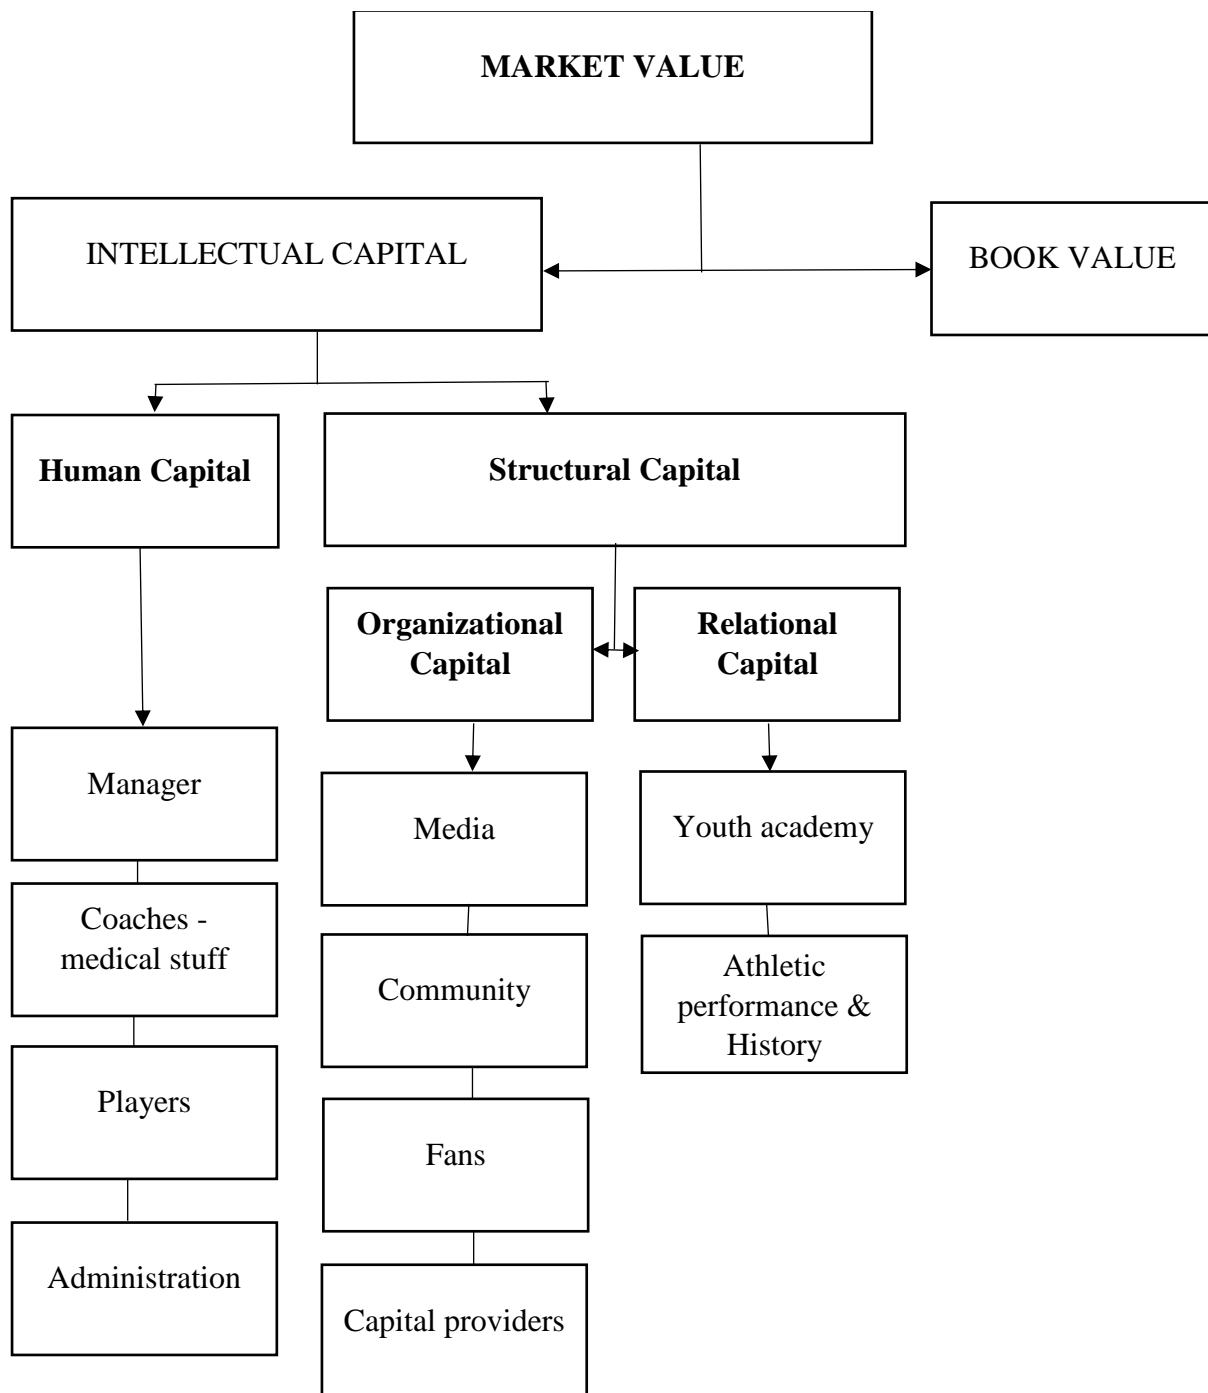 MARKET VALUE
INTELLECTUAL CAPITAL
BOOK VALUE
Human Capital
Structural Capital
Organizational
Capital
Relational
Capital
Manager
Coaches -
medical stuff
Players
Administration
Media
Community
Fans
Capital providers
Youth academy
Athletic
performance &
History